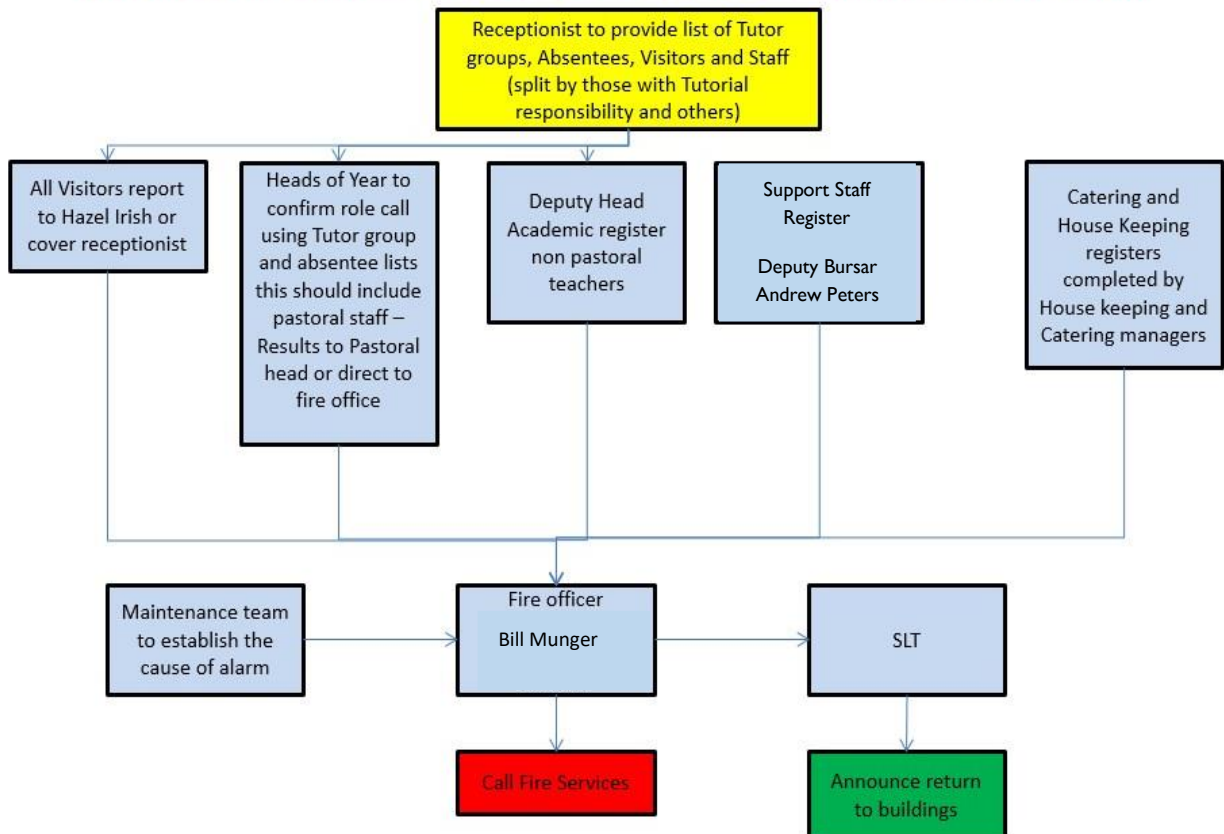 Receptionist to provide list of Tutor
groups, Absentees, Visitors and Staff
(split by those with Tutorial
responsibility and others)
All Visitors report
to Hazel Irish or
cover receptionist
Heads of Year to
confirm role call
using Tutor group
and absentee lists
this should include
pastoral staff –
Results to Pastoral
head or direct to
fire office
Deputy Head
Academic register
non pastoral
teachers
Support Staff
Register
Deputy Bursar
Andrew Peters
Catering and
House Keeping
registers
completed by
House keeping and
Catering managers
Maintenance team
to establish the
cause of alarm
Fire officer
Bill Munger
SLT
Call Fire Services
Announce return
to buildings